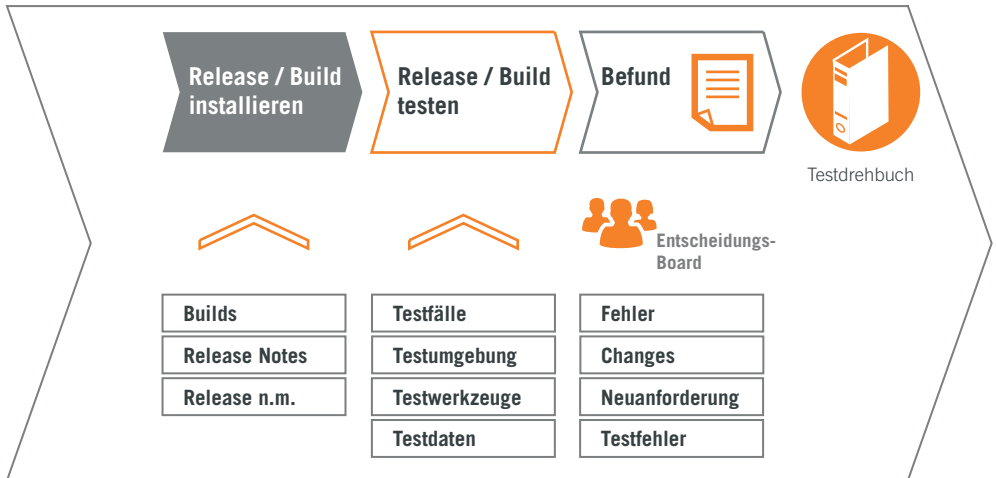 Release / Build
installieren
Release / Build
testen
Befund
Testdrehbuch
Entscheidungs-
Board
Builds
Release Notes
Release n.m.
Testfälle
Testumgebung
Testwerkzeuge
Testdaten
Fehler
Changes
Neuanforderung
Testfehler